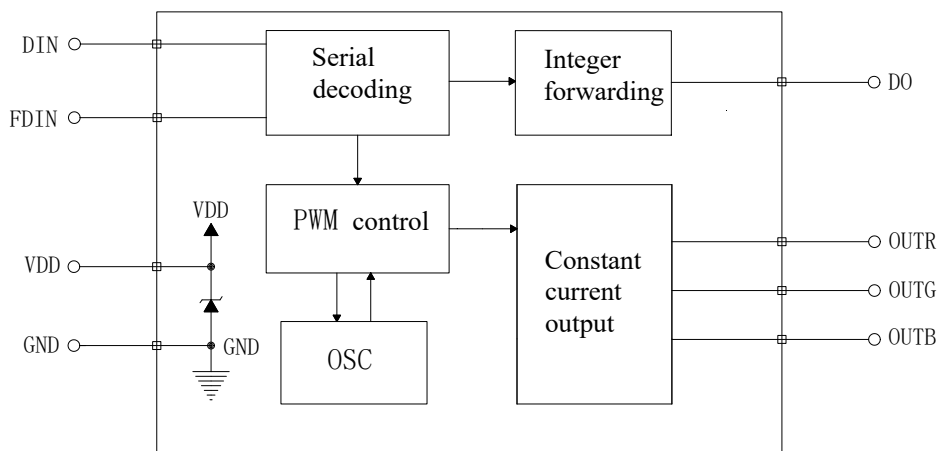 DIN
FDIN
Serial
decoding
Integer
forwarding
DO
VDD
VDD
GND
GND
PWM control
OSC
Constant
current
output
OUTR
OUTG
OUTB